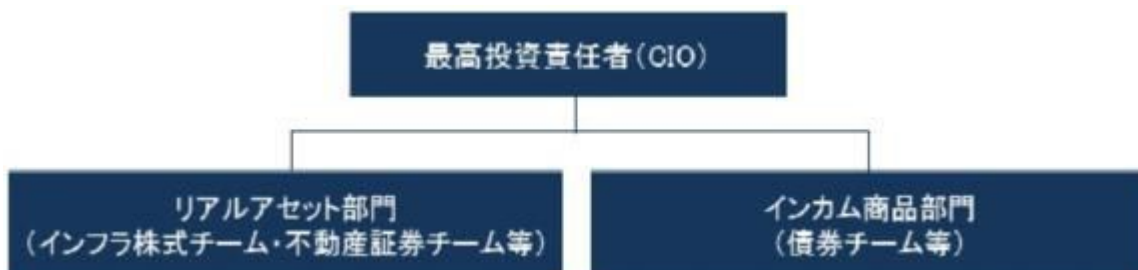 最高投資責任者(CIO)
リアルアセット部門
(インフラ株式チーム・不動産証券チーム等)
インカム商品部門
(債券チーム等)